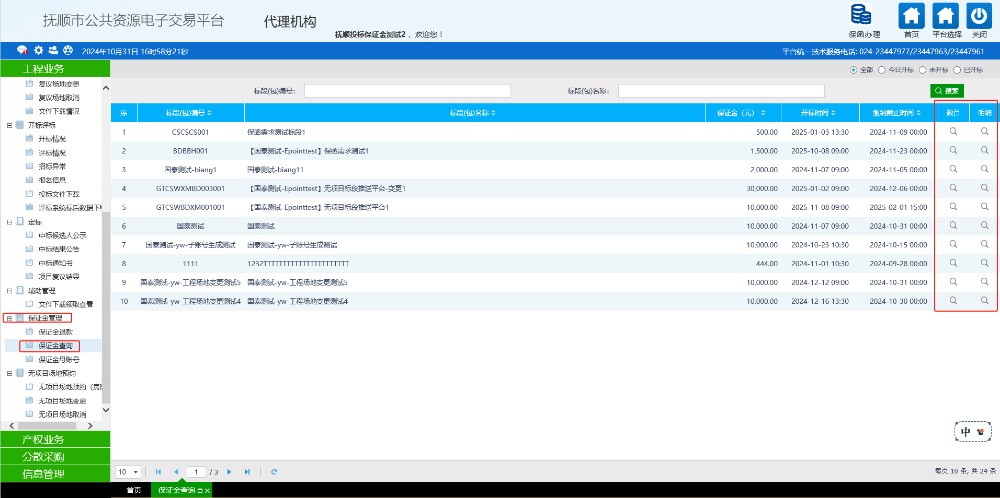 抚顺市公共资源电子交易平台
代理机构
抚顺投标保证金测试2 ，欢迎您！
保函办理
首页
平台选择
关闭
2024年10月31日 16时58分21秒
平台统一技术服务电话: 024-23447977/23447963/23447961
工程业务
复议场地变更
复议场地取消
文件下载情况
开标评标
开标情况
评标情况
招标异常
报名信息
投标文件下载
评标系统标后数据下
定标
中标候选人公示
中标结果公告
中标通知书
项目复议结果
辅助管理
文件下载领取查看
保证金管理
保证金退款
保证金查询
保证金母账号
无项目场地预约
无项目场地预约（房
无项目场地变更
无项目场地取消
产权业务
分散采购
信息管理
全部 今日开标 未开标 已开标
标段(包)编号: 标段(包)名称: 搜索
序 标段(包)编号 标段(包)名称 保证金（元） 开标时间 缴纳截止时间 数目 明细
1 CSCSCS001 保函需求测试标段1 500.00 2025-01-03 13:30 2024-11-09 00:00
2 BDBBH001 【国泰测试-Epointtest】保函需求测试1 1,500.00 2025-10-08 09:00 2024-11-23 00:00
3 国泰测试-biang1 国泰测试-biang11 2,000.00 2024-11-07 09:00 2024-11-05 00:00
4 GTCSWXMBD003001 【国泰测试-Epointtest】无项目标段推送平台-变更1 30,000.00 2025-01-02 09:00 2024-12-06 00:00
5 GTCSWBDXM001001 【国泰测试-Epointtest】无项目标段推送平台1 10,000.00 2025-11-08 09:00 2025-02-01 15:00
6 国泰测试 国泰测试 10,000.00 2024-11-07 09:00 2024-10-31 00:00
7 国泰测试-yw-子账号生成测试 国泰测试-yw-子账号生成测试 10,000.00 2024-10-23 10:30 2024-10-15 00:00
8 1111 1232TTTTTTTTTTTTTTTTTTTTTT 444.00 2024-11-01 10:30 2024-09-28 00:00
9 国泰测试-yw-工程场地变更测试5 国泰测试-yw-工程场地变更测试5 10,000.00 2024-12-12 09:00 2024-10-31 00:00
10 国泰测试-yw-工程场地变更测试4 国泰测试-yw-工程场地变更测试4 10,000.00 2024-12-16 13:30 2024-10-30 00:00
中
10 1 / 3 每页 10 条, 共 24 条
首页 保证金查询